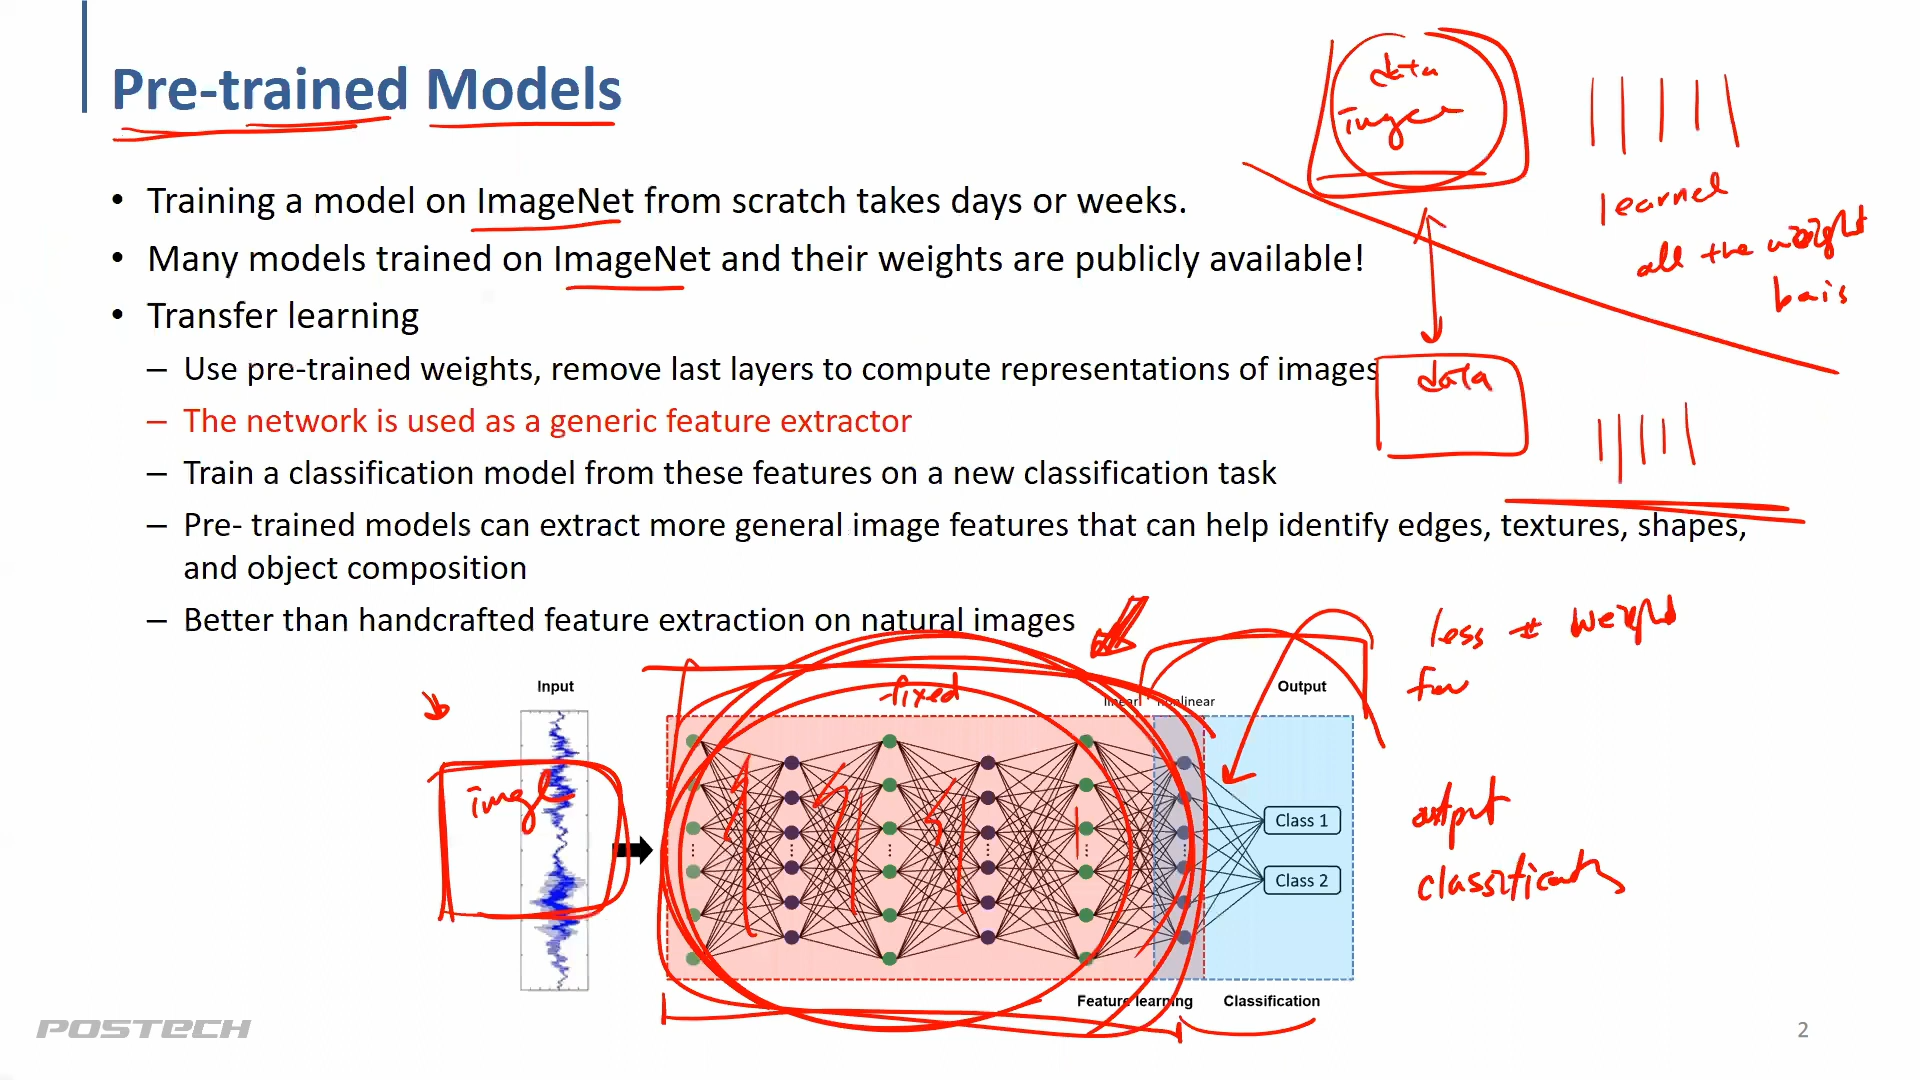 Pre-trained Models
• Training a model on ImageNet from scratch takes days or weeks.
• Many models trained on ImageNet and their weights are publicly available!
• Transfer learning
– Use pre-trained weights, remove last layers to compute representations of images
– The network is used as a generic feature extractor
– Train a classification model from these features on a new classification task
– Pre- trained models can extract more general image features that can help identify edges, textures, shapes,
and object composition
– Better than handcrafted feature extraction on natural images
data
learned
all the weight
bais
data
less # weight
output
Input
fixed
nonlinear
Output
Class 1
Class 2
Feature learning
Classification
POSTECH
2